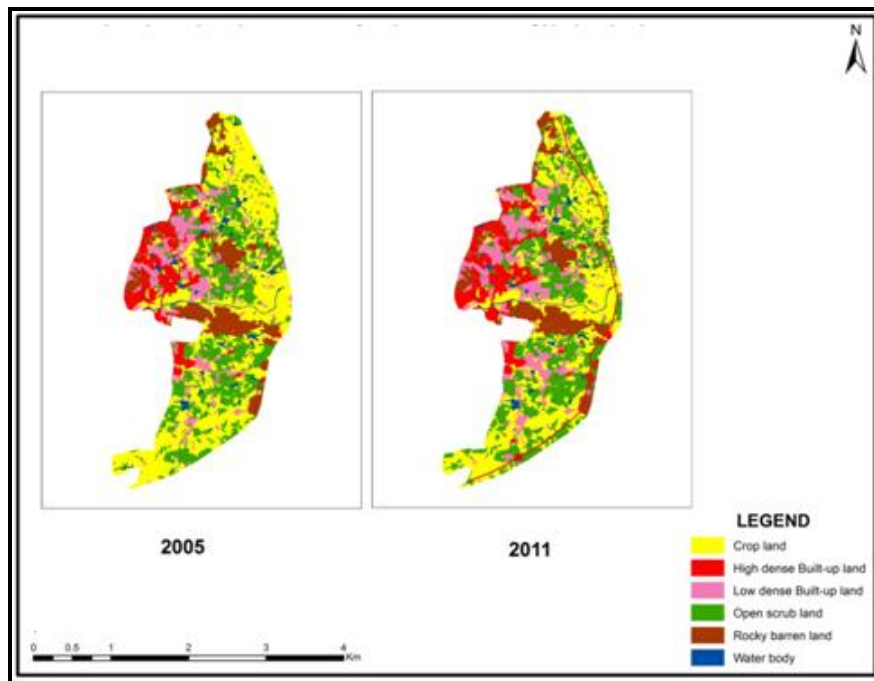 N
2005
2011
LEGEND
Crop land
High dense Built-up land
Low dense Built-up land
Open scrub land
Rocky barren land
Water body
0 0.5 1 2 3 4
Km